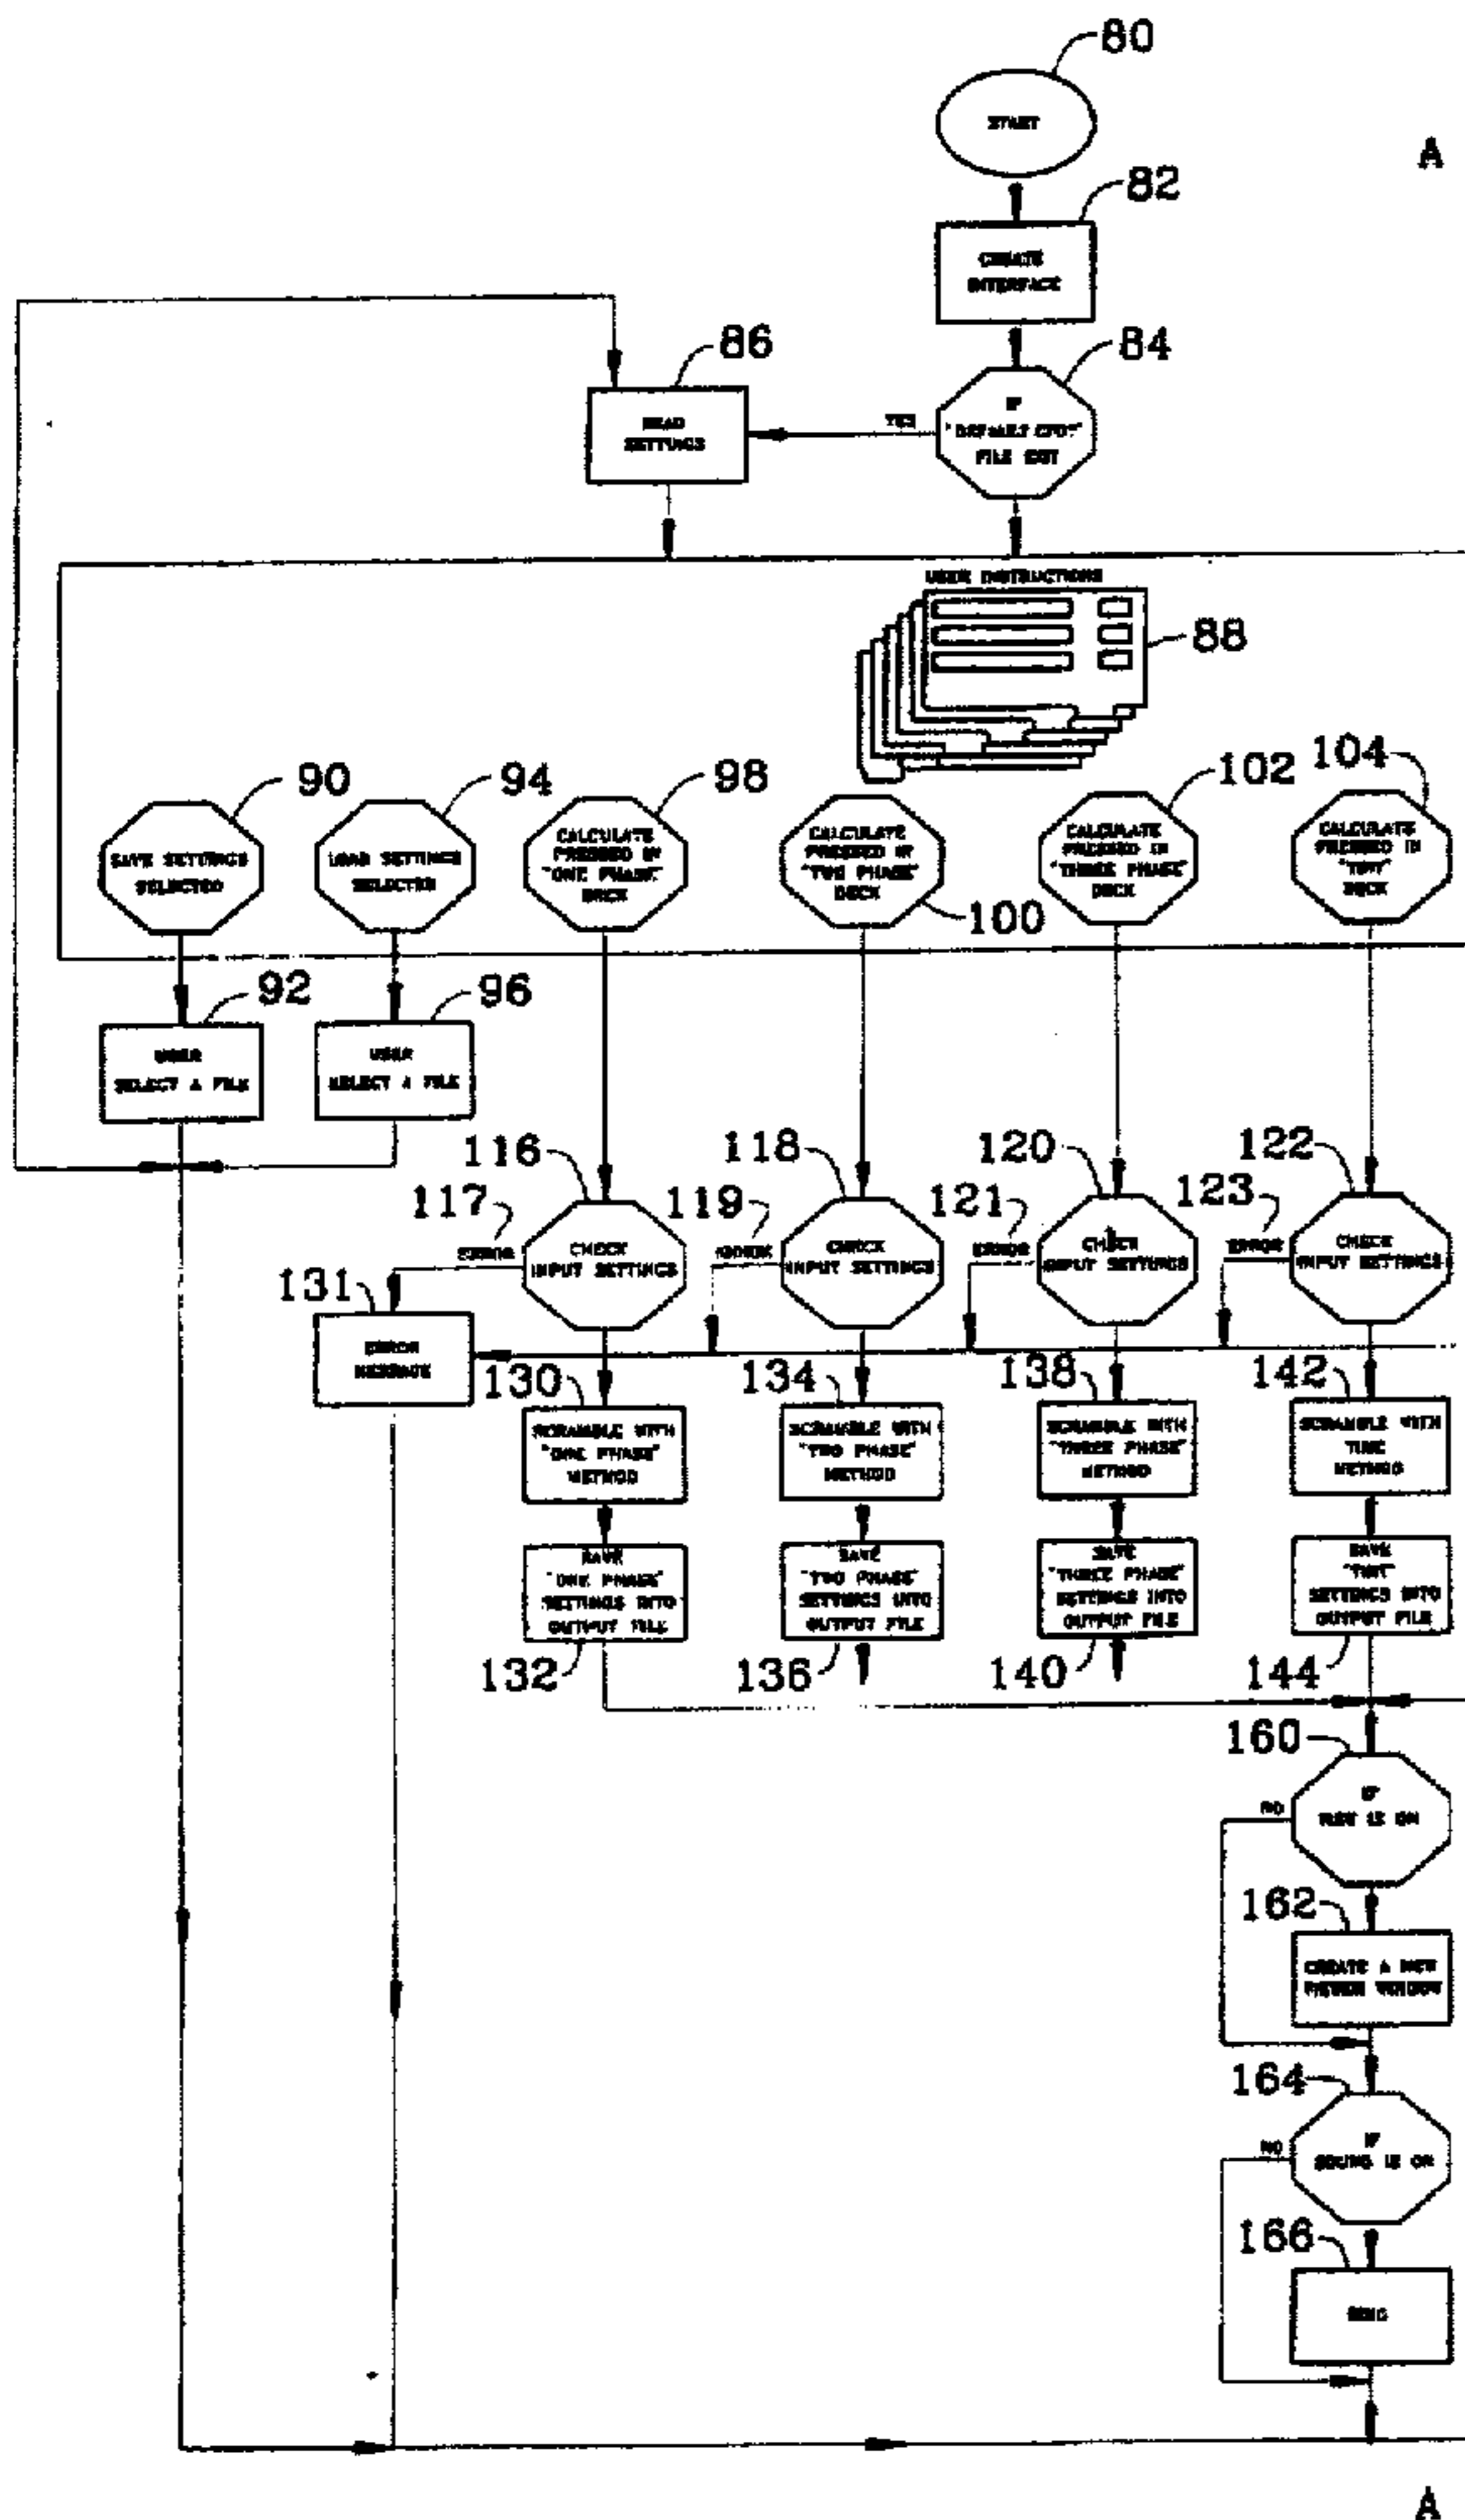 80
START
A
82
CREATE
INTERFACE
86
84
READ
SETTINGS
YES
IF
"DEFAULT.CFDT"
FILE EXIT
USER INSTRUCTIONS
88
90
94
98
102
104
SAVE SETTINGS
SELECTED
LOAD SETTINGS
SELECTED
CALCULATE
PRESSED IN
"ONE PHASE"
DECK
CALCULATE
PRESSED IN
"TWO PHASE"
DECK
CALCULATE
PRESSED IN
"THREE PHASE"
DECK
CALCULATE
PRESSED IN
DECK
100
92
96
USER
SELECT A FILE
USER
SELECT A FILE
116
118
120
122
117
119
121
123
ERROR
ERROR
ERROR
ERROR
CHECK
INPUT SETTINGS
CHECK
INPUT SETTINGS
CHECK
INPUT SETTINGS
CHECK
INPUT SETTINGS
131
ERROR
MESSAGE
130
134
138
142
SCRAMBLE WITH
"ONE PHASE"
METHOD
SCRAMBLE WITH
"TWO PHASE"
METHOD
SCRAMBLE WITH
"THREE PHASE"
METHOD
SCRAMBLE WITH
METHOD
SAVE
"ONE PHASE"
SETTINGS INTO
OUTPUT FILE
SAVE
"TWO PHASE"
SETTINGS INTO
OUTPUT FILE
SAVE
"THREE PHASE"
SETTINGS INTO
OUTPUT FILE
SAVE
SETTINGS INTO
OUTPUT FILE
132
136
140
144
160
IF
IS ON
NO
162
CREATE A NEW
WINDOW
164
IF
SOUND IS ON
NO
166
A